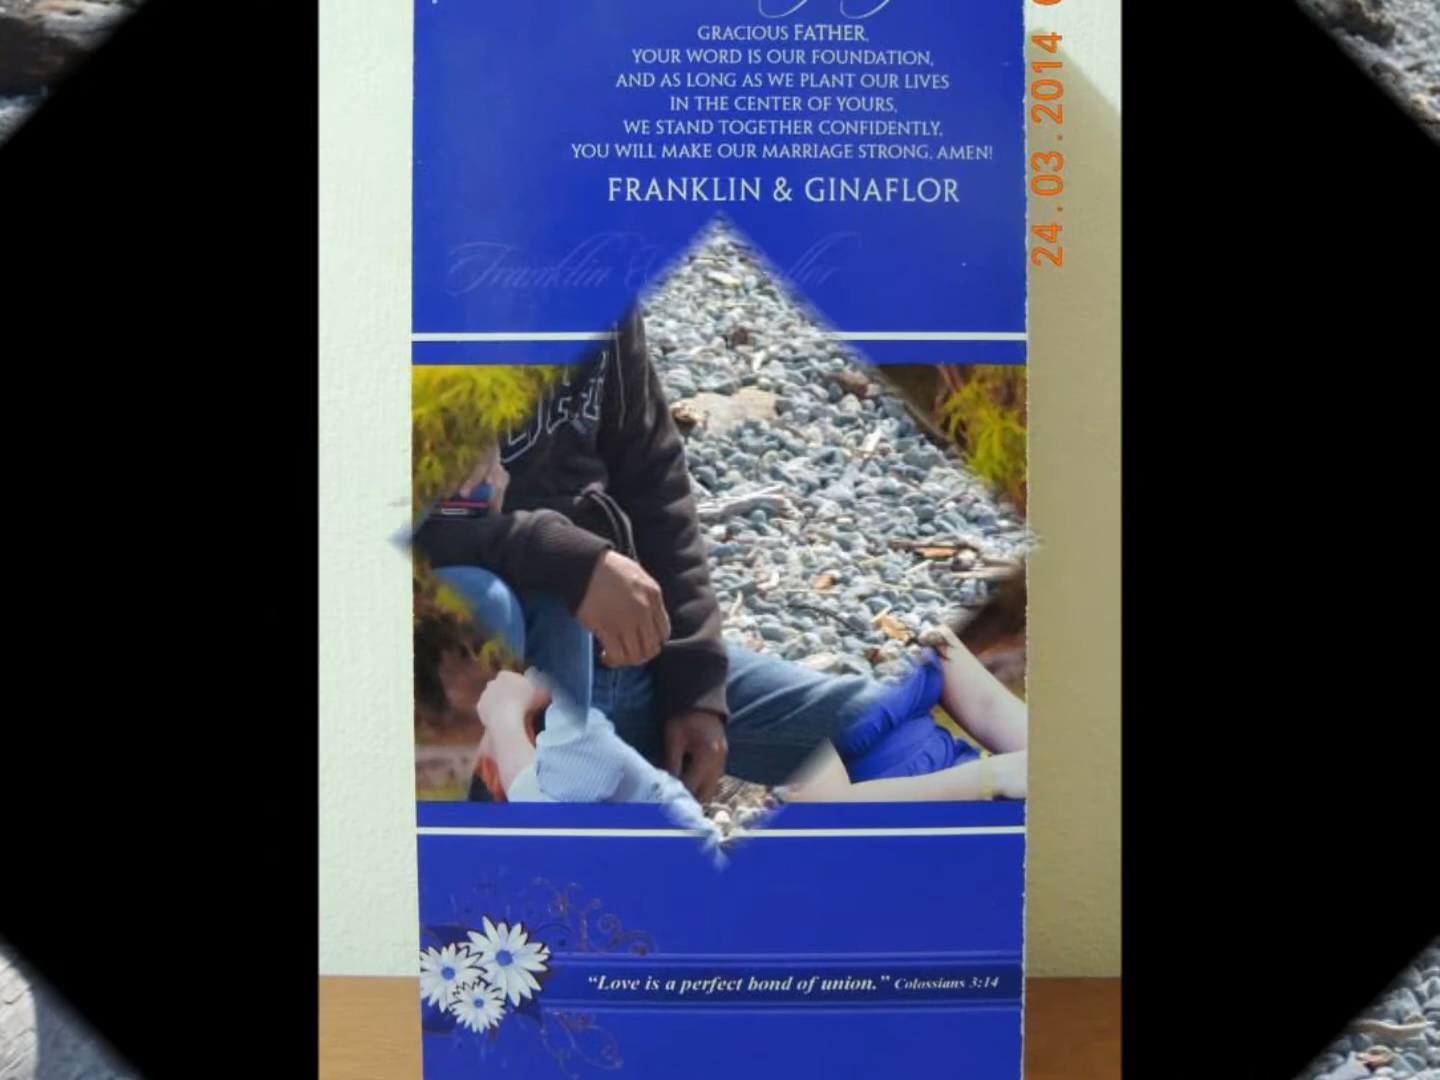 GRACIOUS FATHER,
YOUR WORD IS OUR FOUNDATION,
AND AS LONG AS WE PLANT OUR LIVES
IN THE CENTER OF YOURS,
WE STAND TOGETHER CONFIDENTLY,
YOU WILL MAKE OUR MARRIAGE STRONG, AMEN!
FRANKLIN & GINAFLOR
Franklin
24.03.2014
“Love is a perfect bond of union.” Colossians 3:14